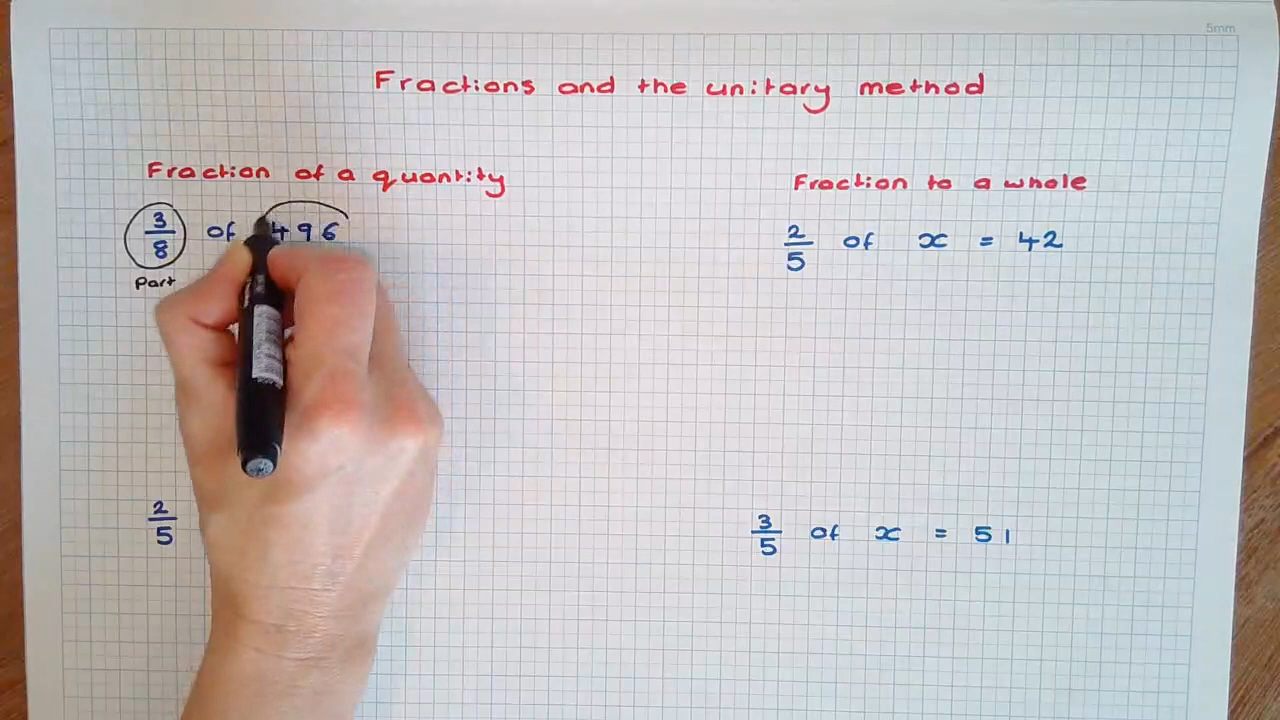 5mm
Fractions and the unitary method
Fraction of a quantity
3/8 of 496
Part
2/5
Fraction to a whole
2/5 of x = 42
3/5 of x = 51